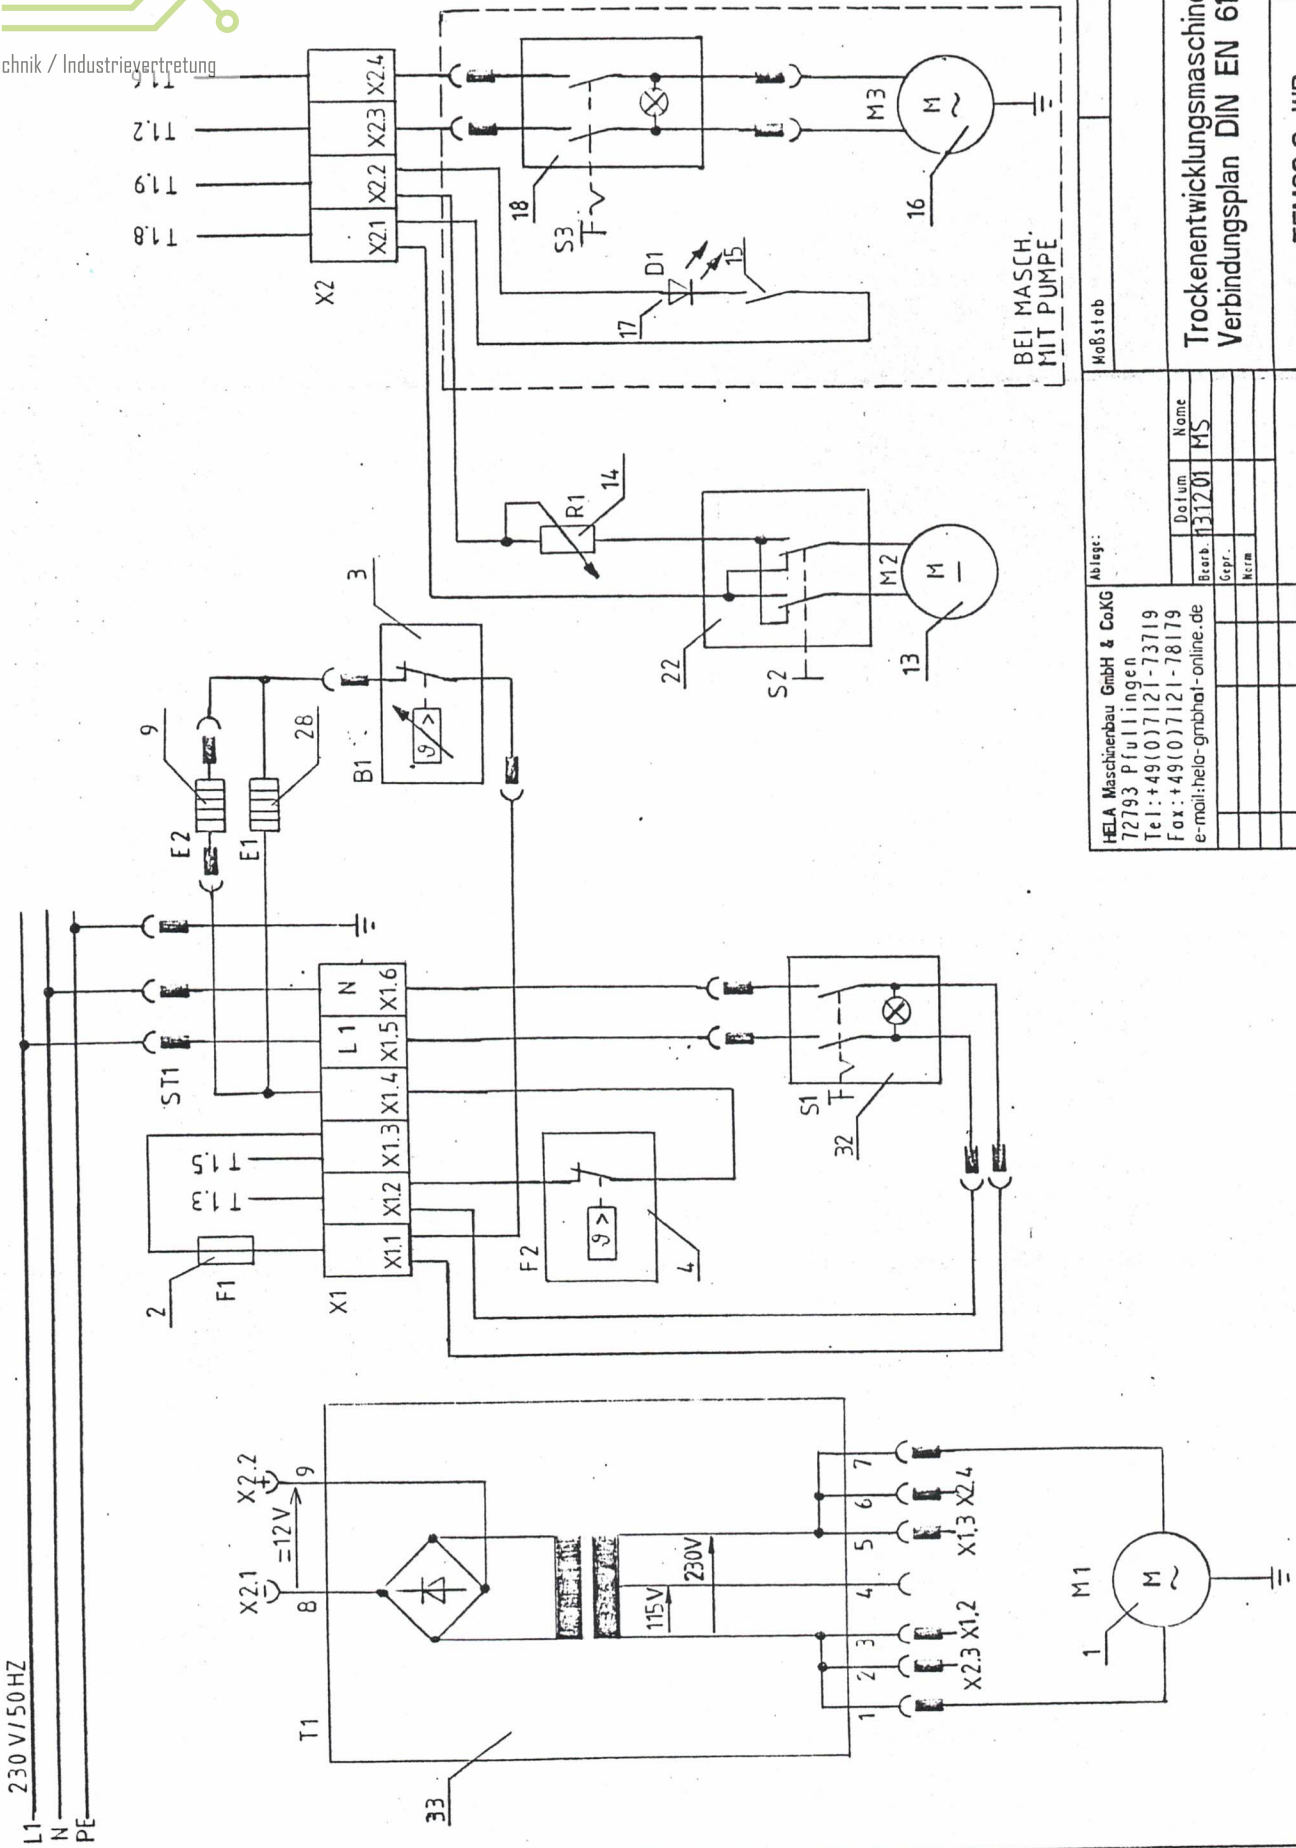 chnik / Industrievertretung
230 V/50HZ
L1
N
PE
T1
33
X2.1
X2.2
=12V
8
9
115V
230V
1
2
3
4
5
6
7
X2.3
X1.2
X1.3
X2.4
M1
1
M
~
2
F1
T1.3
T1.5
X1
X1.1
X1.2
X1.3
X1.4
X1.5
X1.6
L1
N
ST1
F2
ϑ >
4
S1
32
E2
E1
9
28
B1
ϑ >
3
22
S2
13
M2
M
R1
14
T1.8
T1.9
T1.2
T1.6
X2
X2.1
X2.2
X2.3
X2.4
18
S3
17
D1
15
M3
M
~
16
BEI MASCH.
MIT PUMPE
HELA Maschinenbau GmbH & Co.KG
72793 Pfullingen
Tel:+49(0)7121-73719
Fax:+49(0)7121-78179
e-mail:hela-gmbh@t-online.de
Ablage:
Datum
Name
Bearb.
13.12.01
MS
Gepr.
Norm
Maßstab
Trockenentwicklungsmaschine
Verbindungsplan DIN EN 61